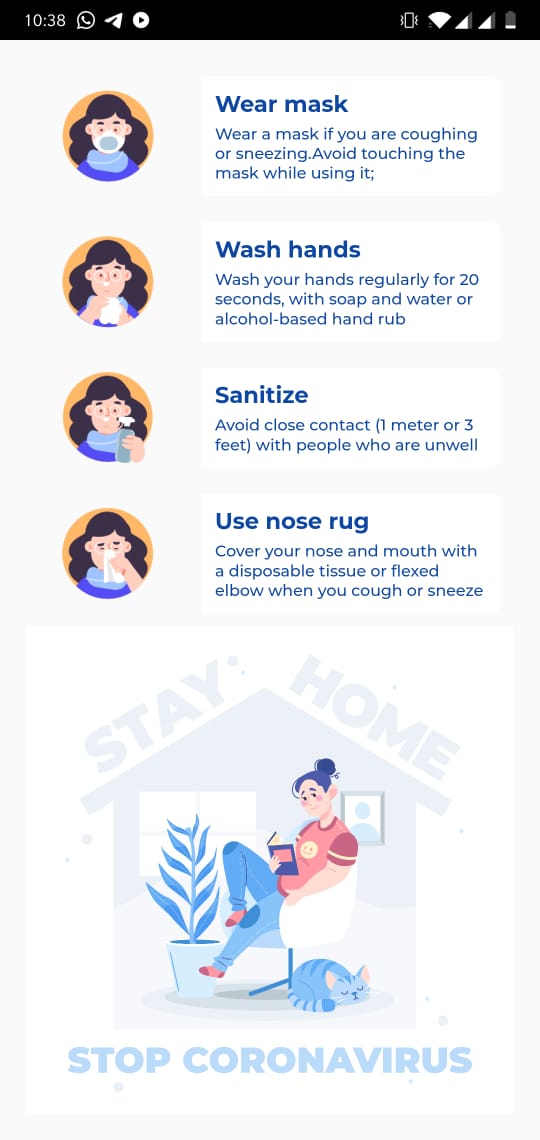 10:38
Wear mask
Wear a mask if you are coughing
or sneezing.Avoid touching the
mask while using it;
Wash hands
Wash your hands regularly for 20
seconds, with soap and water or
alcohol-based hand rub
Sanitize
Avoid close contact (1 meter or 3
feet) with people who are unwell
Use nose rug
Cover your nose and mouth with
a disposable tissue or flexed
elbow when you cough or sneeze
STAY HOME
STOP CORONAVIRUS